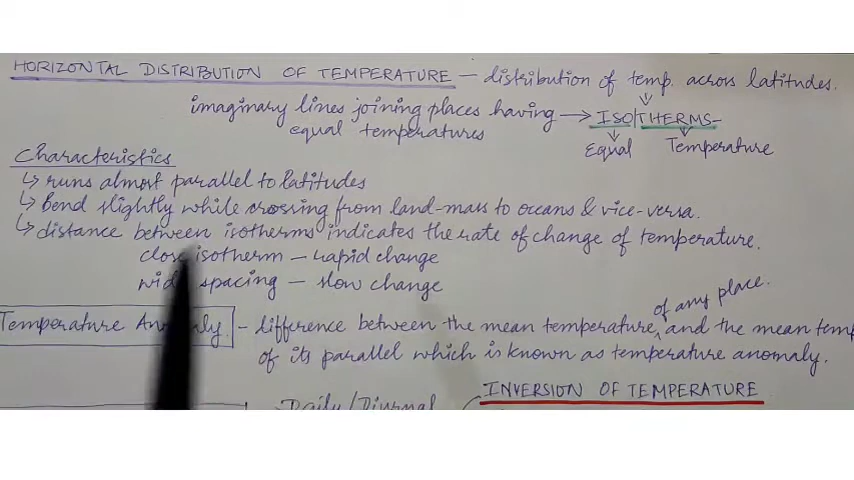 HORIZONTAL DISTRIBUTION OF TEMPERATURE — distribution of temp. across latitudes.
imaginary lines joining places having → ISO|THERMS-
equal temperatures
Equal Temperature
Characteristics
↳ runs almost parallel to latitudes
↳ bend slightly while crossing from land-mass to oceans & vice-versa.
↳ distance between isotherms indicates the rate of change of temperature.
isotherm — rapid change
spacing — slow change
of any place.
Temperature - difference between the mean temperature, ^ and the mean temp
of its parallel which is known as temperature anomaly.
INVERSION OF TEMPERATURE
Daily/Diurnal